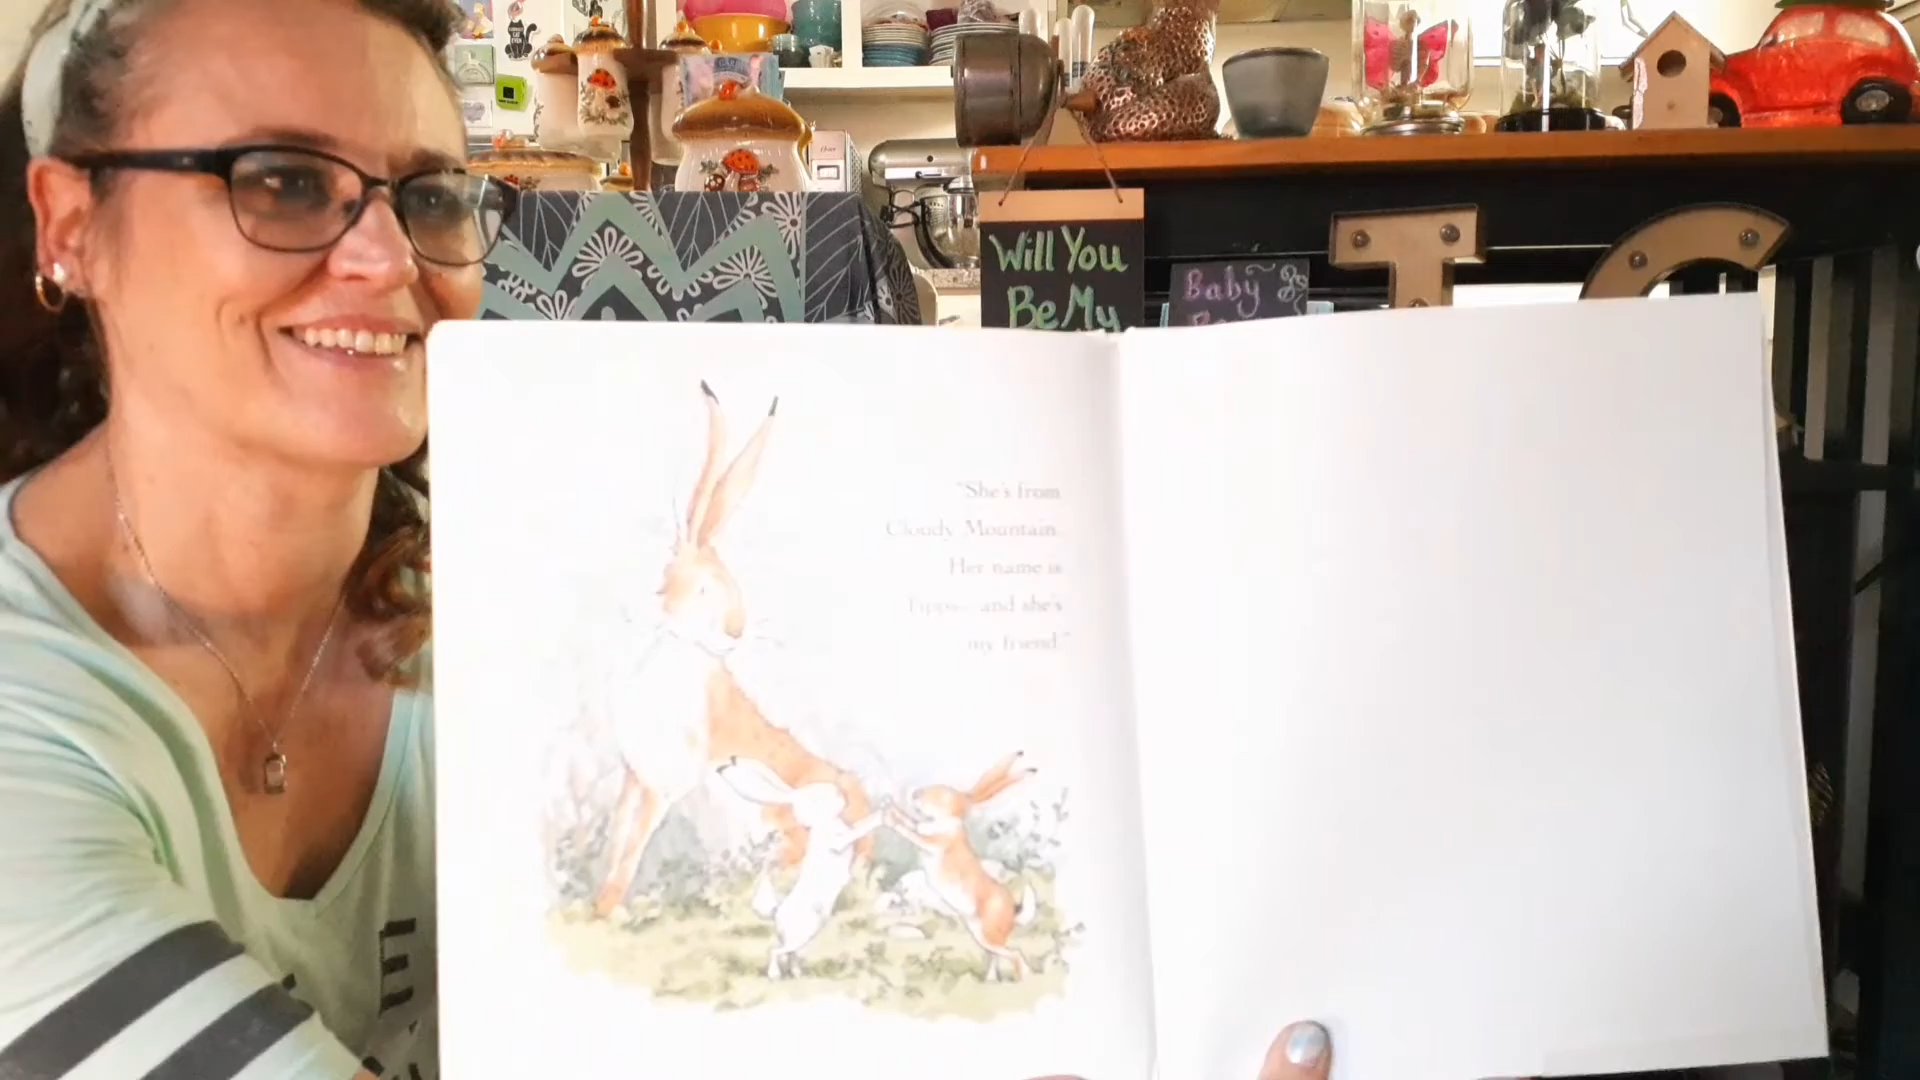 Will You
Be My
Baby
"She's from
Cloudy Mountain.
Her name is
and she's
my friend."